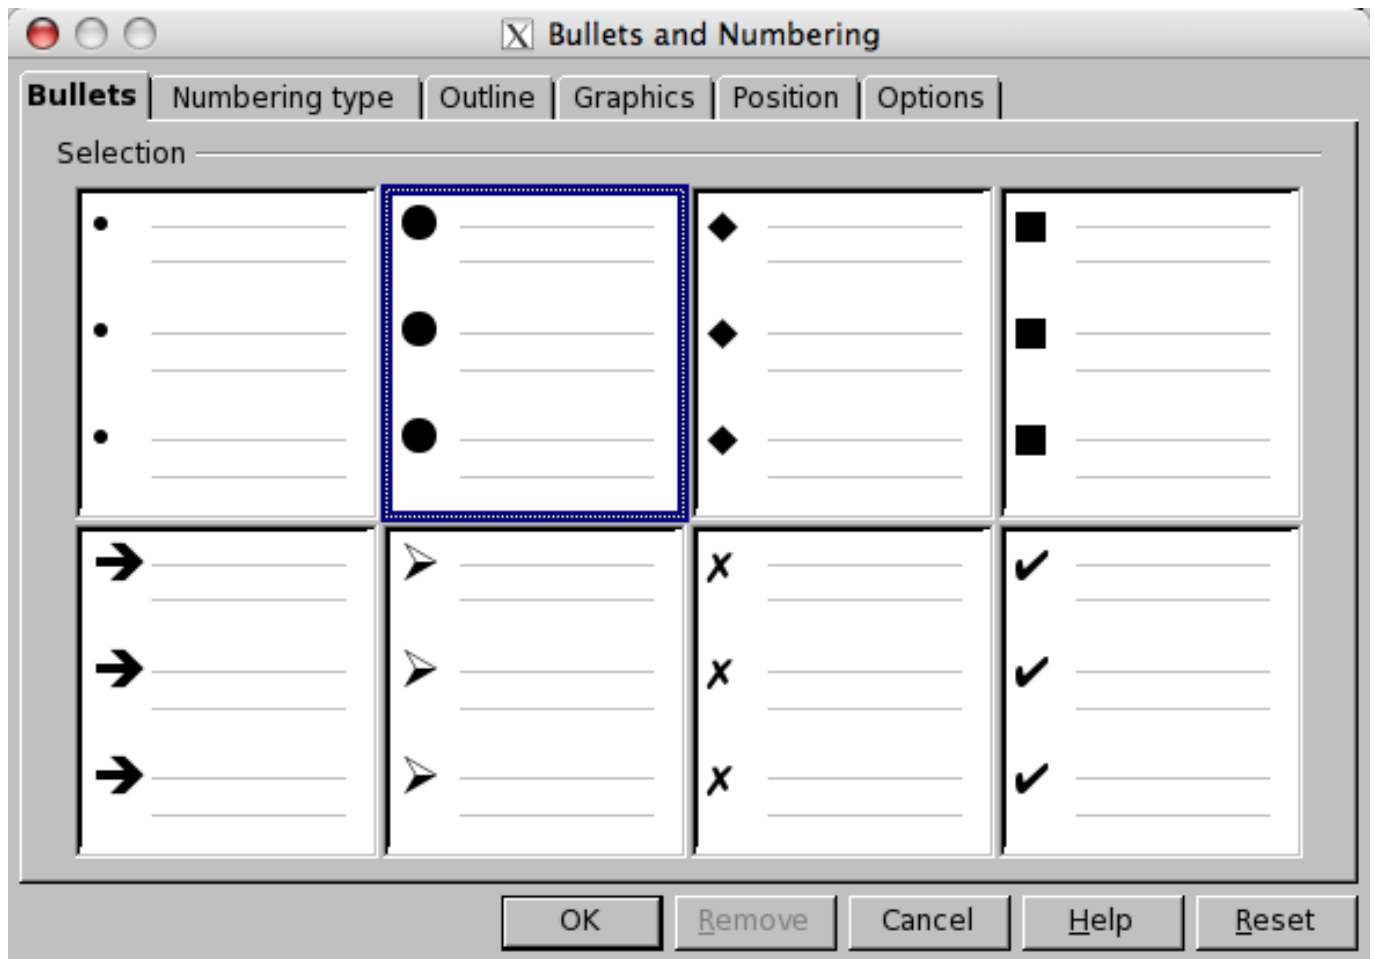 Bullets and Numbering
Bullets Numbering type Outline Graphics Position Options
Selection
OK Remove Cancel Help Reset